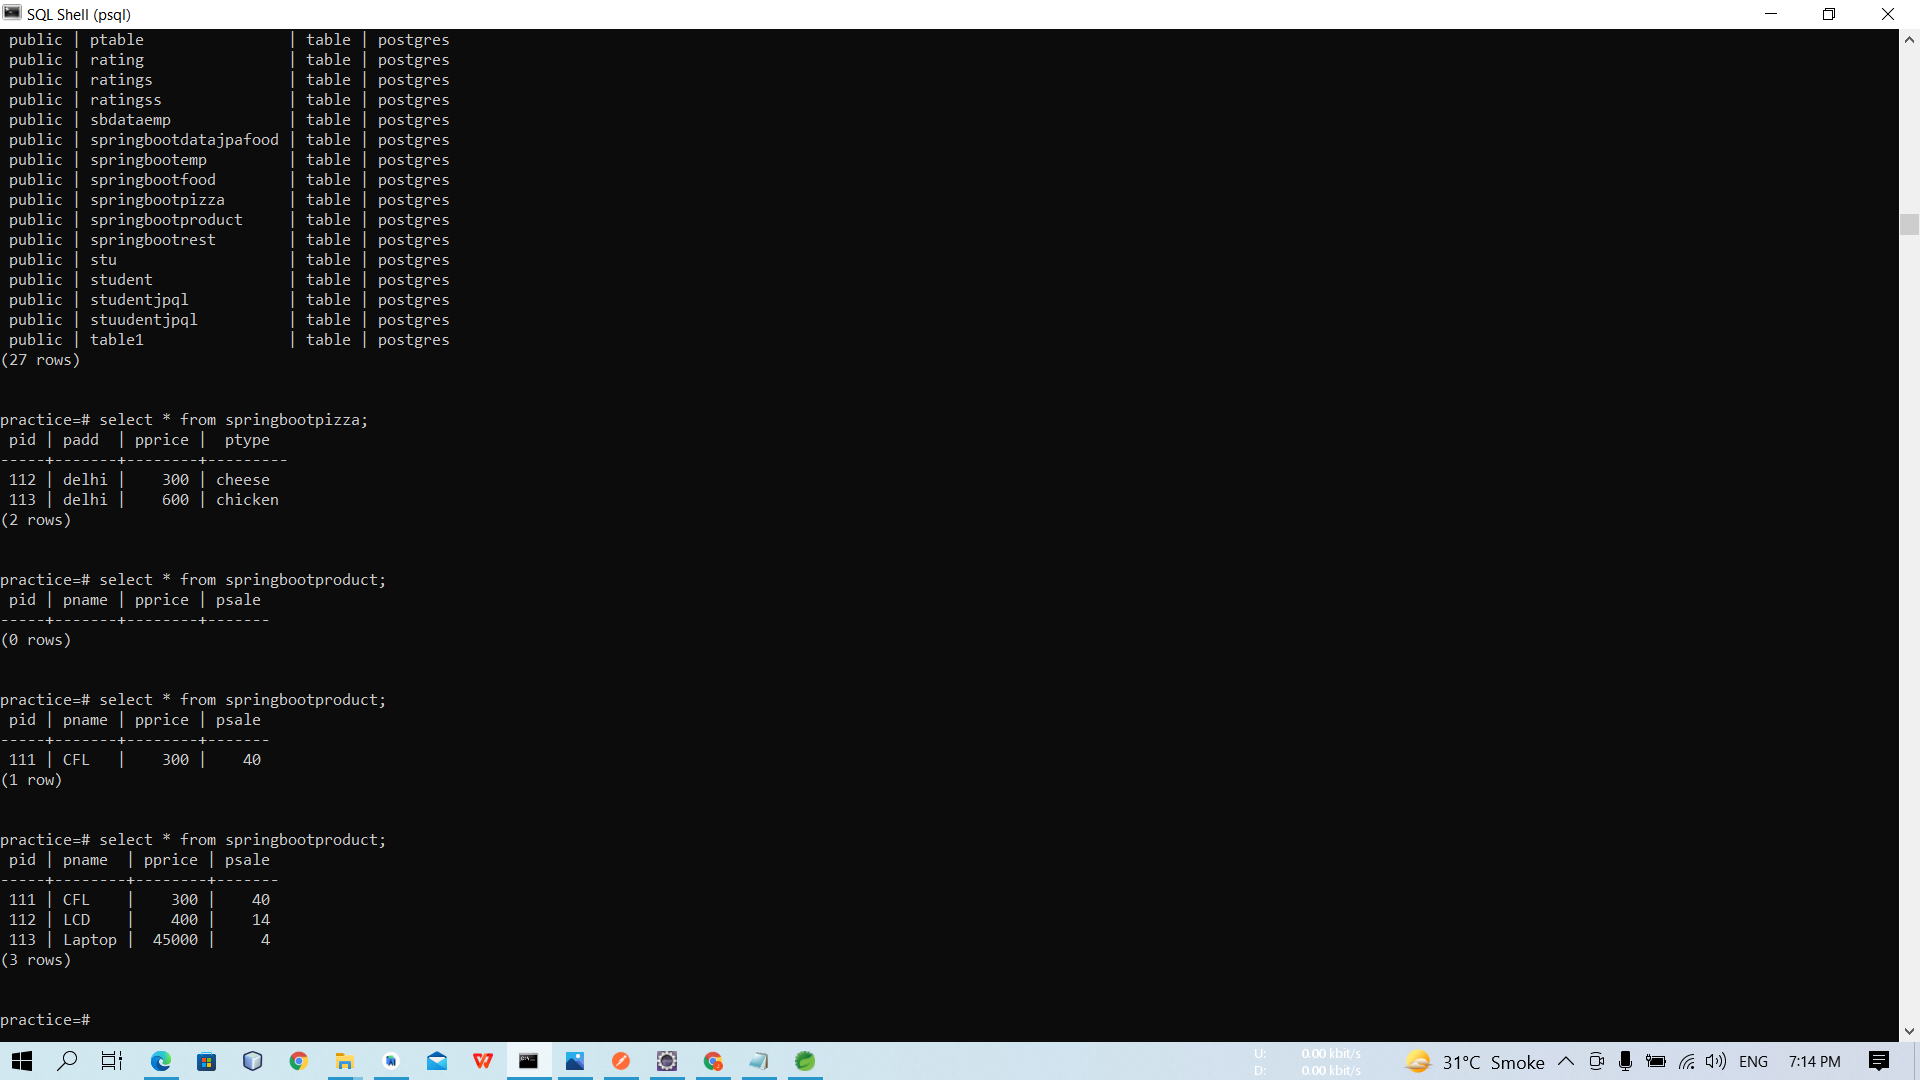 SQL Shell (psql)
 public | ptable                | table | postgres
 public | rating                | table | postgres
 public | ratings               | table | postgres
 public | ratingss              | table | postgres
 public | sbdataemp             | table | postgres
 public | springbootdatajpafood | table | postgres
 public | springbootemp         | table | postgres
 public | springbootfood        | table | postgres
 public | springbootpizza       | table | postgres
 public | springbootproduct     | table | postgres
 public | springbootrest        | table | postgres
 public | stu                   | table | postgres
 public | student               | table | postgres
 public | studentjpql           | table | postgres
 public | stuudentjpql          | table | postgres
 public | table1                | table | postgres
(27 rows)
practice=# select * from springbootpizza;
 pid | padd  | pprice |  ptype
-----+-------+--------+---------
 112 | delhi |    300 | cheese
 113 | delhi |    600 | chicken
(2 rows)
practice=# select * from springbootproduct;
 pid | pname | pprice | psale
-----+-------+--------+-------
(0 rows)
practice=# select * from springbootproduct;
 pid | pname | pprice | psale
-----+-------+--------+-------
 111 | CFL   |    300 |    40
(1 row)
practice=# select * from springbootproduct;
 pid | pname  | pprice | psale
-----+--------+--------+-------
 111 | CFL    |    300 |    40
 112 | LCD    |    400 |    14
 113 | Laptop |  45000 |     4
(3 rows)
practice=#
U: 0.00 kbit/s
D: 0.00 kbit/s
31°C Smoke
ENG
7:14 PM